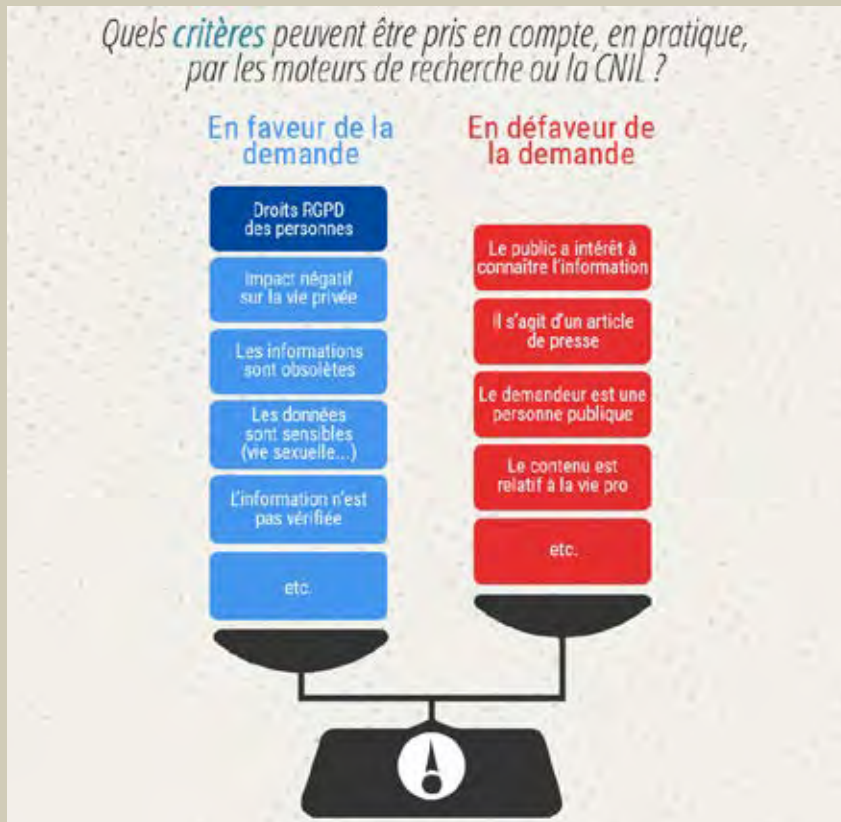 Quels critères peuvent être pris en compte, en pratique,
par les moteurs de recherche ou la CNIL ?
En faveur de la
demande
Droits RGPD
des personnes
Impact négatif
sur la vie privée
Les informations
sont obsolètes
Les données
sont sensibles
(vie sexuelle...)
L'information n'est
pas vérifiée
etc.
En défaveur de
la demande
Le public a intérêt à
connaître l'information
Il s'agit d'un article
de presse
Le demandeur est une
personne publique
Le contenu est
relatif à la vie pro
etc.